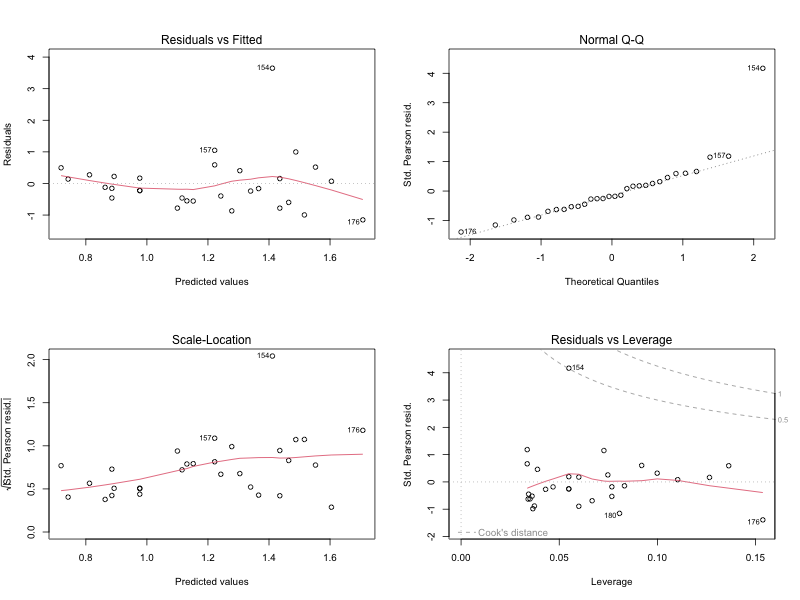 Residuals vs Fitted
Residuals
-1 0 1 2 3 4
154
157
176
0.8 1.0 1.2 1.4 1.6
Predicted values
Normal Q-Q
Std. Pearson resid.
-1 0 1 2 3 4
154
157
176
-2 -1 0 1 2
Theoretical Quantiles
Scale-Location
√|Std. Pearson resid.|
0.0 0.5 1.0 1.5 2.0
154
157
176
0.8 1.0 1.2 1.4 1.6
Predicted values
Residuals vs Leverage
Std. Pearson resid.
-2 -1 0 1 2 3 4
154
1
0.5
180
176
Cook's distance
0.00 0.05 0.10 0.15
Leverage